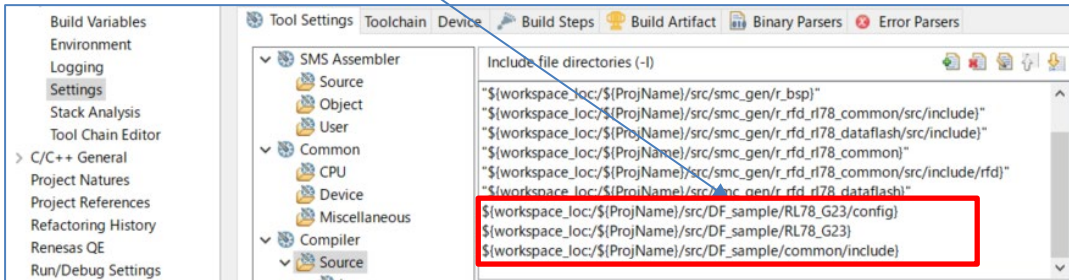 Build Variables
Environment
Logging
Settings
Stack Analysis
Tool Chain Editor
C/C++ General
Project Natures
Project References
Refactoring History
Renesas QE
Run/Debug Settings
Tool Settings Toolchain Device Build Steps Build Artifact Binary Parsers Error Parsers
SMS Assembler
Source
Object
User
Common
CPU
Device
Miscellaneous
Compiler
Source
Include file directories (-I)
"${workspace_loc:/${ProjName}/src/smc_gen/r_bsp}"
"${workspace_loc:/${ProjName}/src/smc_gen/r_rfd_rl78_common/src/include}"
"${workspace_loc:/${ProjName}/src/smc_gen/r_rfd_rl78_dataflash/src/include}"
"${workspace_loc:/${ProjName}/src/smc_gen/r_rfd_rl78_common}"
"${workspace_loc:/${ProjName}/src/smc_gen/r_rfd_rl78_common/src/include/rfd}"
"${workspace_loc:/${ProjName}/src/smc_gen/r_rfd_rl78_dataflash}"
${workspace_loc:/${ProjName}/src/DF_sample/RL78_G23/config}
${workspace_loc:/${ProjName}/src/DF_sample/RL78_G23}
${workspace_loc:/${ProjName}/src/DF_sample/common/include}